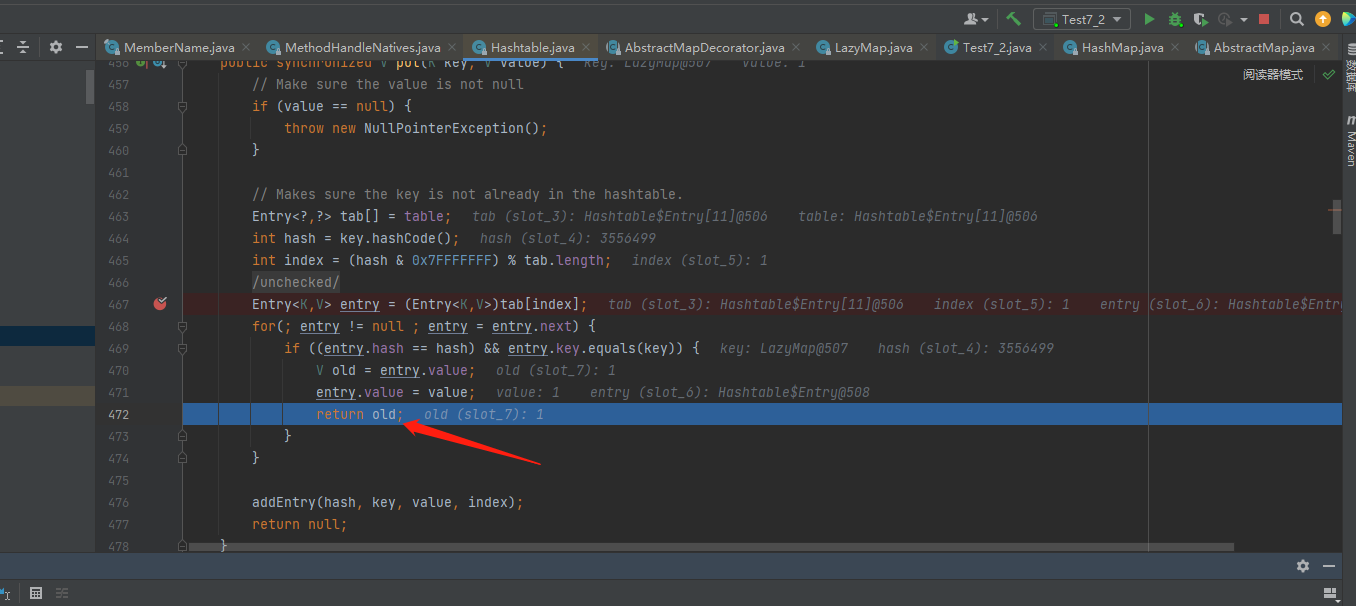 Test7_2
MemberName.java MethodHandleNatives.java Hashtable.java AbstractMapDecorator.java LazyMap.java Test7_2.java HashMap.java AbstractMap.java
456 public synchronized V put(K key, V value) { key: LazyMap@507 value: 1
阅读器模式
数据库
457 // Make sure the value is not null
458 if (value == null) {
459 throw new NullPointerException();
460 }
461
462 // Makes sure the key is not already in the hashtable.
463 Entry<?,?> tab[] = table; tab (slot_3): Hashtable$Entry[11]@506 table: Hashtable$Entry[11]@506
464 int hash = key.hashCode(); hash (slot_4): 3556499
465 int index = (hash & 0x7FFFFFFF) % tab.length; index (slot_5): 1
466 /unchecked/
467 Entry<K,V> entry = (Entry<K,V>)tab[index]; tab (slot_3): Hashtable$Entry[11]@506 index (slot_5): 1 entry (slot_6): Hashtable$Entr
468 for(; entry != null ; entry = entry.next) {
469 if ((entry.hash == hash) && entry.key.equals(key)) { key: LazyMap@507 hash (slot_4): 3556499
470 V old = entry.value; old (slot_7): 1
471 entry.value = value; value: 1 entry (slot_6): Hashtable$Entry@508
472 return old; old (slot_7): 1
473 }
474 }
475
476 addEntry(hash, key, value, index);
477 return null;
478 }
m Maven